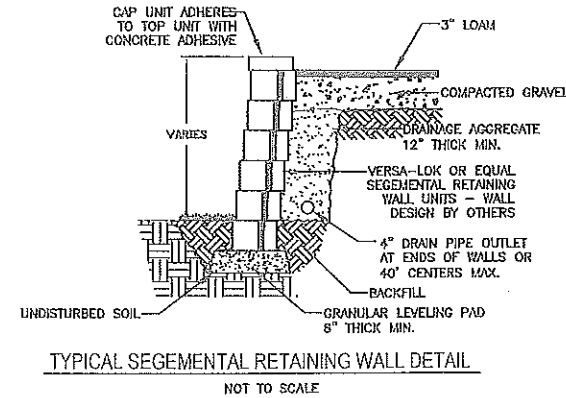 CAP UNIT ADHERES
TO TOP UNIT WITH
CONCRETE ADHESIVE
3" LOAM
COMPACTED GRAVEL
VARIES
DRAINAGE AGGREGATE
12" THICK MIN.
VERSA-LOK OR EQUAL
SEGEMENTAL RETAINING
WALL UNITS - WALL
DESIGN BY OTHERS
4" DRAIN PIPE OUTLET
AT ENDS OF WALLS OR
40' CENTERS MAX.
BACKFILL
UNDISTURBED SOIL
GRANULAR LEVELING PAD
8" THICK MIN.
TYPICAL SEGEMENTAL RETAINING WALL DETAIL
NOT TO SCALE